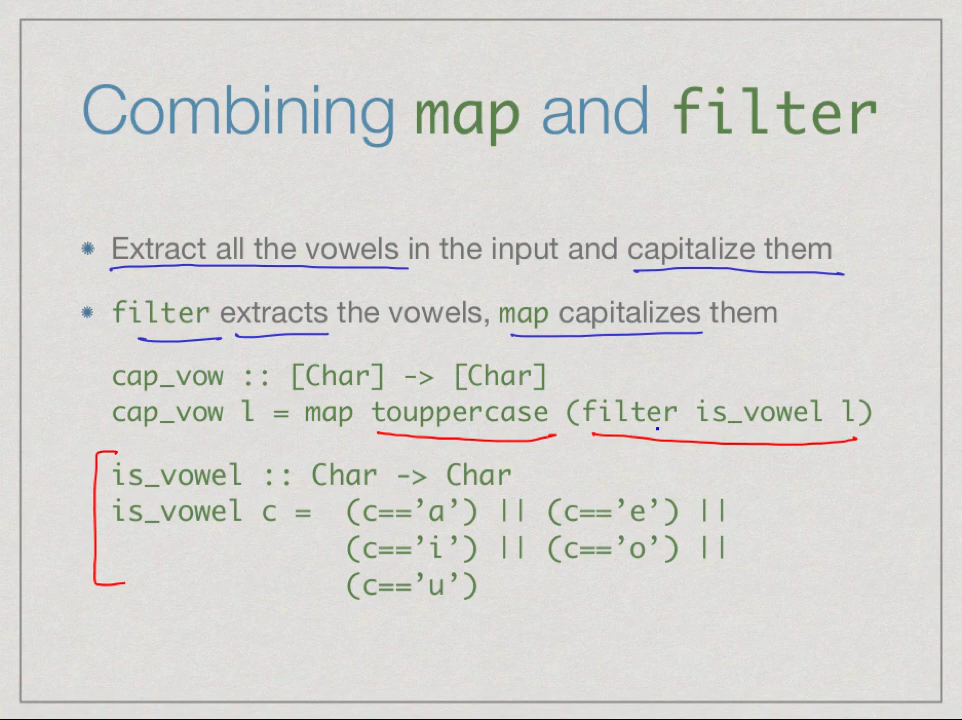 Combining map and filter
Extract all the vowels in the input and capitalize them
filter extracts the vowels, map capitalizes them
cap_vow :: [Char] -> [Char]
cap_vow l = map touppercase (filter is_vowel l)
is_vowel :: Char -> Char
is_vowel c = (c==’a’) || (c==’e’) ||
(c==’i’) || (c==’o’) ||
(c==’u’)